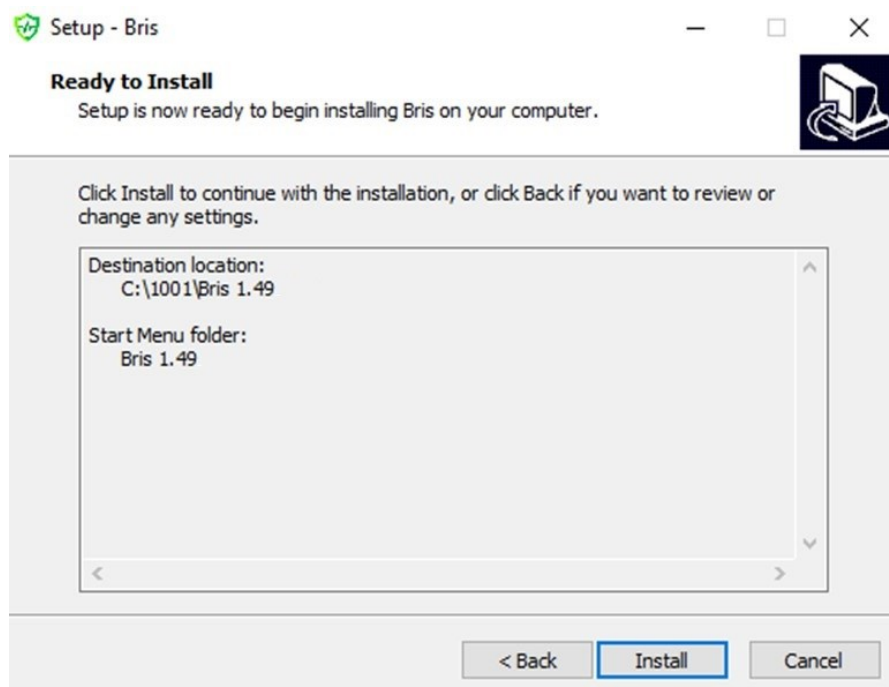 Setup - Bris
Ready to Install
Setup is now ready to begin installing Bris on your computer.
Click Install to continue with the installation, or click Back if you want to review or
change any settings.
Destination location:
C:\1001\Bris 1.49
Start Menu folder:
Bris 1.49
< Back
Install
Cancel